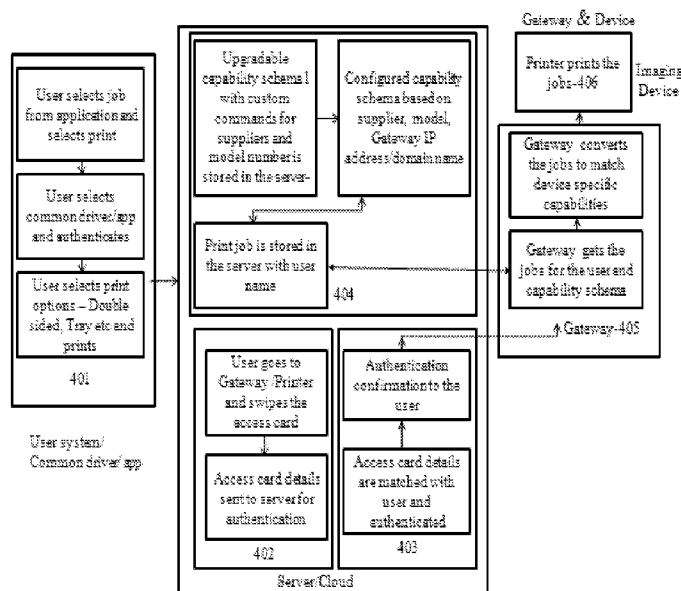 Gateway & Device
User selects job
from application and
selects print
User selects
common driver/app
and authenticates
User selects print
options – Double
sided, Tray etc and
prints
401
User system/
Common driver/ app
Upgradable
capability schema 1
with custom
commands for
suppliers and
model number is
stored in the server-
Configured capability
schema based on
supplier, model,
Gateway IP
address/domain name
Print job is stored in
the server with user
name
404
User goes to
Gateway /Printer
and swipes the
access card
Access card details
sent to server for
authentication
402
Authentication
confirmation to the
user
Access card details
are matched with
user and
authenticated
403
Server/Cloud
Printer prints the
jobs-406
Imaging
Device
Gateway converts
the jobs to match
device specific
capabilities
Gateway gets the
jobs for the user and
capability schema
Gateway-405